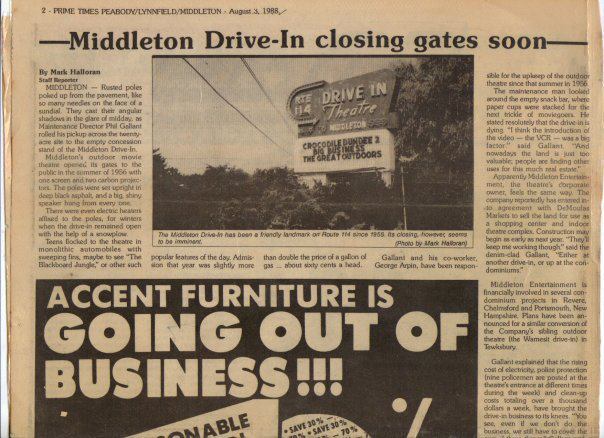 2 - PRIME TIMES PEABODY/LYNNFIELD/MIDDLETON - August 3, 1988
Middleton Drive-In closing gates soon
By Mark Halloran
Staff Reporter
MIDDLETON — Rusted poles
poked up from the pavement, like
so many needles on the face of a
sundial. They cast their angular
shadows in the glare of midday, as
Maintenance Director Phil Gallant
rolled his pickup across the twenty-
acre site to the empty concession
stand of the Middleton Drive-In.
Middleton's outdoor movie
theatre opened its gates to the
public in the summer of 1956 with
one screen and two carbon projec-
tors. The poles were set upright in
deep black asphalt, and a big, shiny
speaker hung from every one.
There were even electric heaters
affixed to the poles, for winters
when the drive-in remained open
with the help of a snowplow.
Teens flocked to the theatre in
monolithic automobiles with
sweeping fins, maybe to see "The
Blackboard Jungle," or other such
RTE
114
DRIVE IN
Theatre
MIDDLETON
CROCODILE DUNDEE 2
BIG BUSINESS
THE GREAT OUTDOORS
The Middleton Drive-In has been a friendly landmark on Route 114 since 1956. Its closing, however, seems
to be imminent.
(Photo by Mark Halloran)
popular features of the day. Admis-
sion that year was slightly more
than double the price of a gallon of
gas ... about sixty cents a head.
Gallant and his co-worker,
George Arpin, have been respon-
sible for the upkeep of the outdoor
theatre since that summer in 1956.
The maintenance man looked
around the empty snack bar, where
paper cups were stacked for the
next trickle of moviegoers. He
stated resolutely that the drive-in is
dying. "I think the introduction of
the video — the VCR — was a big
factor," said Gallant. "And
nowadays the land is just too
valuable; people are finding other
uses for this much real estate."
Apparently Middleton Entertain-
ment, the theatre's corporate
owner, feels the same way. The
company reportedly has entered in-
to agreement with DeMoulas
Markets to sell the land for use as
a shopping center and indoor
theatre complex. Construction may
begin as early as next year. "They'll
keep me working though" said the
denim-clad Gallant, "Either at
another drive-in, or up at the con-
dominiums."
Middleton Entertainment is
financially involved in several con-
dominium projects in Revere,
Chelmsford and Portsmouth, New
Hampshire. Plans have been an-
nounced for a similar conversion of
the Company's sibling outdoor
theatre (the Wamesit drive-in) in
Tewksbury.
Gallant explained that the rising
cost of electricity, police protection
(nine policemen are posted at the
theatre's entrance at different times
during the week) and clean-up
costs totaling over a thousand
dollars a week, have brought the
drive-in business to its knees. "You
see, even if we don't do the
business, we still have to cover the
ACCENT FURNITURE IS
GOING OUT OF
BUSINESS!!!
ONABLE
• SAVE 30%
SAVE 30%
70%
%